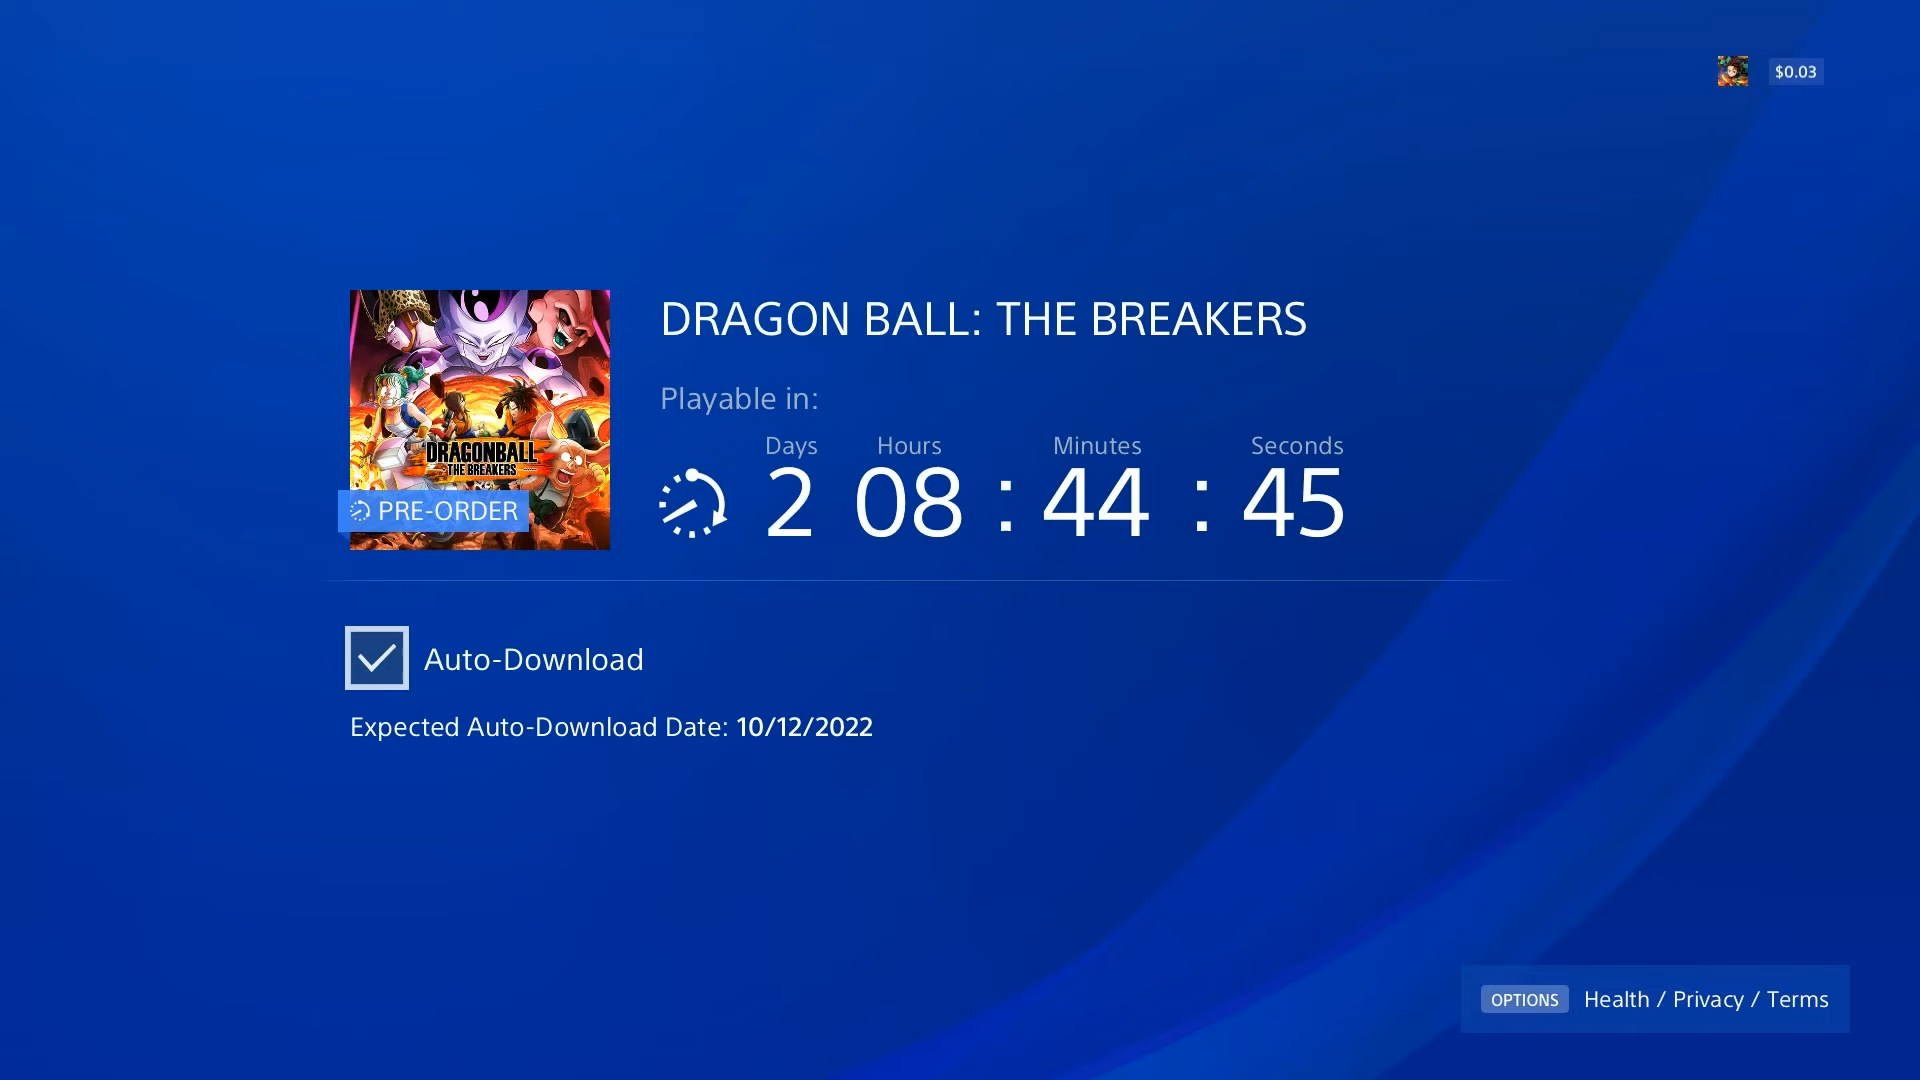 $0.03
DRAGON BALL: THE BREAKERS
Playable in:
Days Hours Minutes Seconds
2 08 : 44 : 45
DRAGONBALL
THE BREAKERS
PRE-ORDER
Auto-Download
Expected Auto-Download Date: 10/12/2022
OPTIONS Health / Privacy / Terms